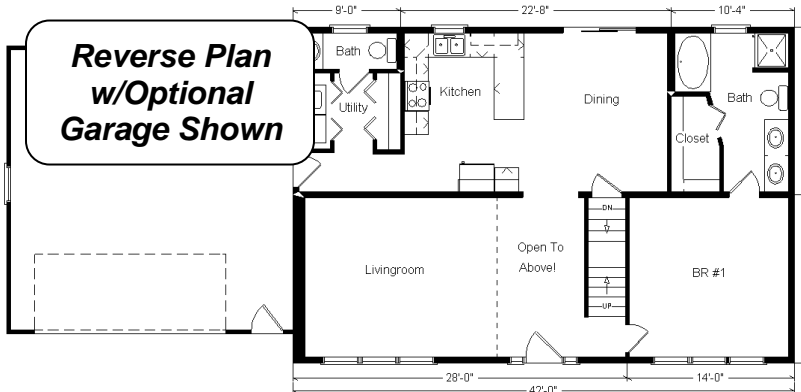 9'-0"
22'-8"
10'-4"
Reverse Plan
w/Optional
Garage Shown
Bath
Utility
Kitchen
Dining
Bath
Closet
DN
UP
Livingroom
Open To
Above!
BR #1
28'-0"
14'-0"
42'-0"